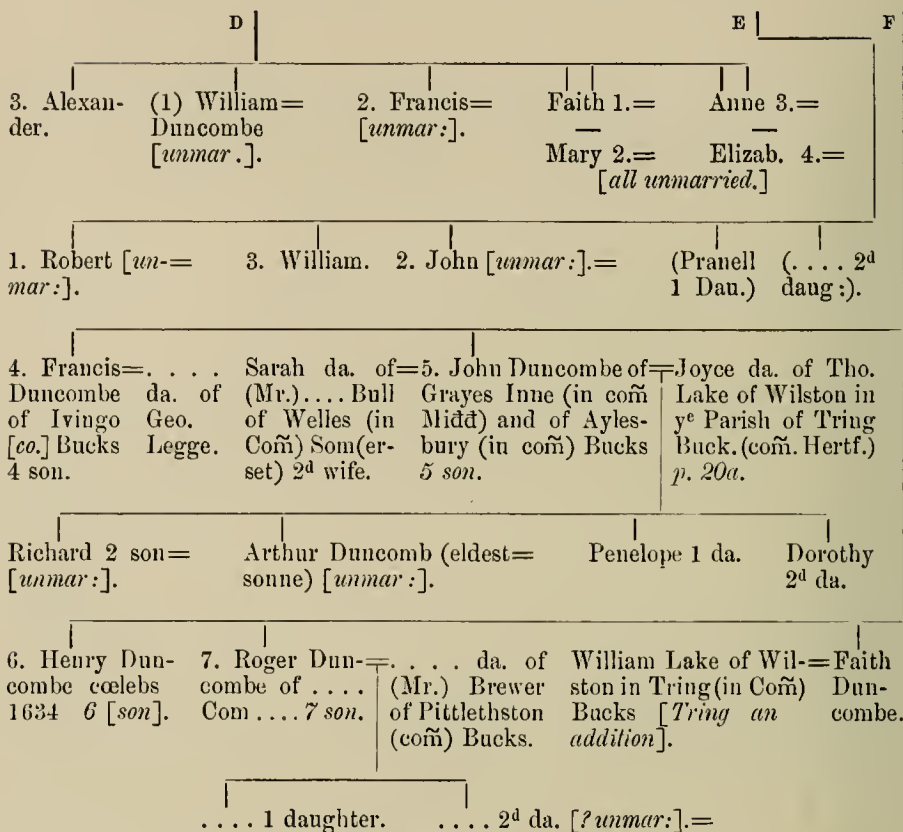 D E F
3. Alexan- (1) William= 2. Francis= Faith 1.= Anne 3.=
der. Duncombe [unmar:]. — —
[unmar.]. Mary 2.= Elizab. 4.=
[all unmarried.]
1. Robert [un-= 3. William. 2. John [unmar:].= (Pranell (. . . . 2ᵈ
mar:]. 1 Dau.) daug:).
4. Francis=. . . . Sarah da. of=5. John Duncombe of=Joyce da. of Tho.
Duncombe da. of (Mr.). . . . Bull Grayes Inne (in com̃ Lake of Wilston in
of Ivingo Geo. of Welles (in Midd̃) and of Ayles- yᵉ Parish of Tring
[co.] Bucks Legge. Com̃) Som(er- bury (in com̃) Bucks Buck. (com̃. Hertf.)
4 son. set) 2ᵈ wife. 5 son. p. 20a.
Richard 2 son= Arthur Duncomb (eldest= Penelope 1 da. Dorothy
[unmar:]. sonne) [unmar:]. 2ᵈ da.
6. Henry Dun- 7. Roger Dun-=. . . . da. of William Lake of Wil-=Faith
combe cœlebs combe of . . . . (Mr.) Brewer ston in Tring (in Com̃) Dun-
1634 6 [son]. Com . . . . 7 son. of Pittlethston Bucks [Tring an combe.
(com̃) Bucks. addition].
. . . . 1 daughter. . . . . 2ᵈ da. [? unmar:].=